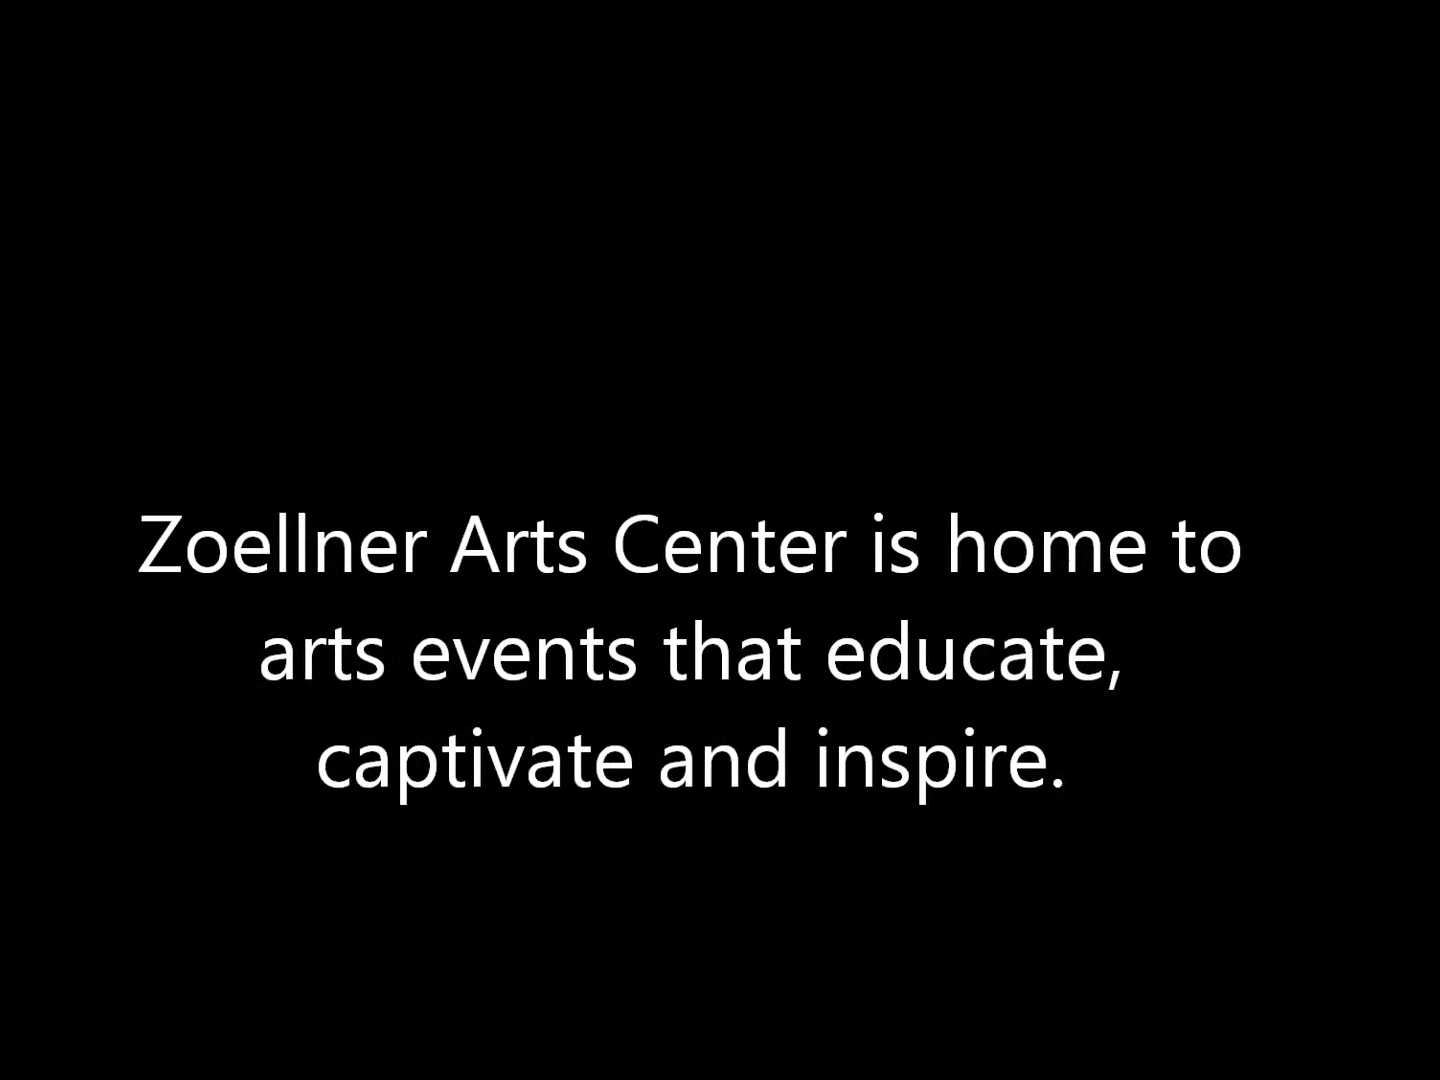 Zoellner Arts Center is home to
arts events that educate,
captivate and inspire.